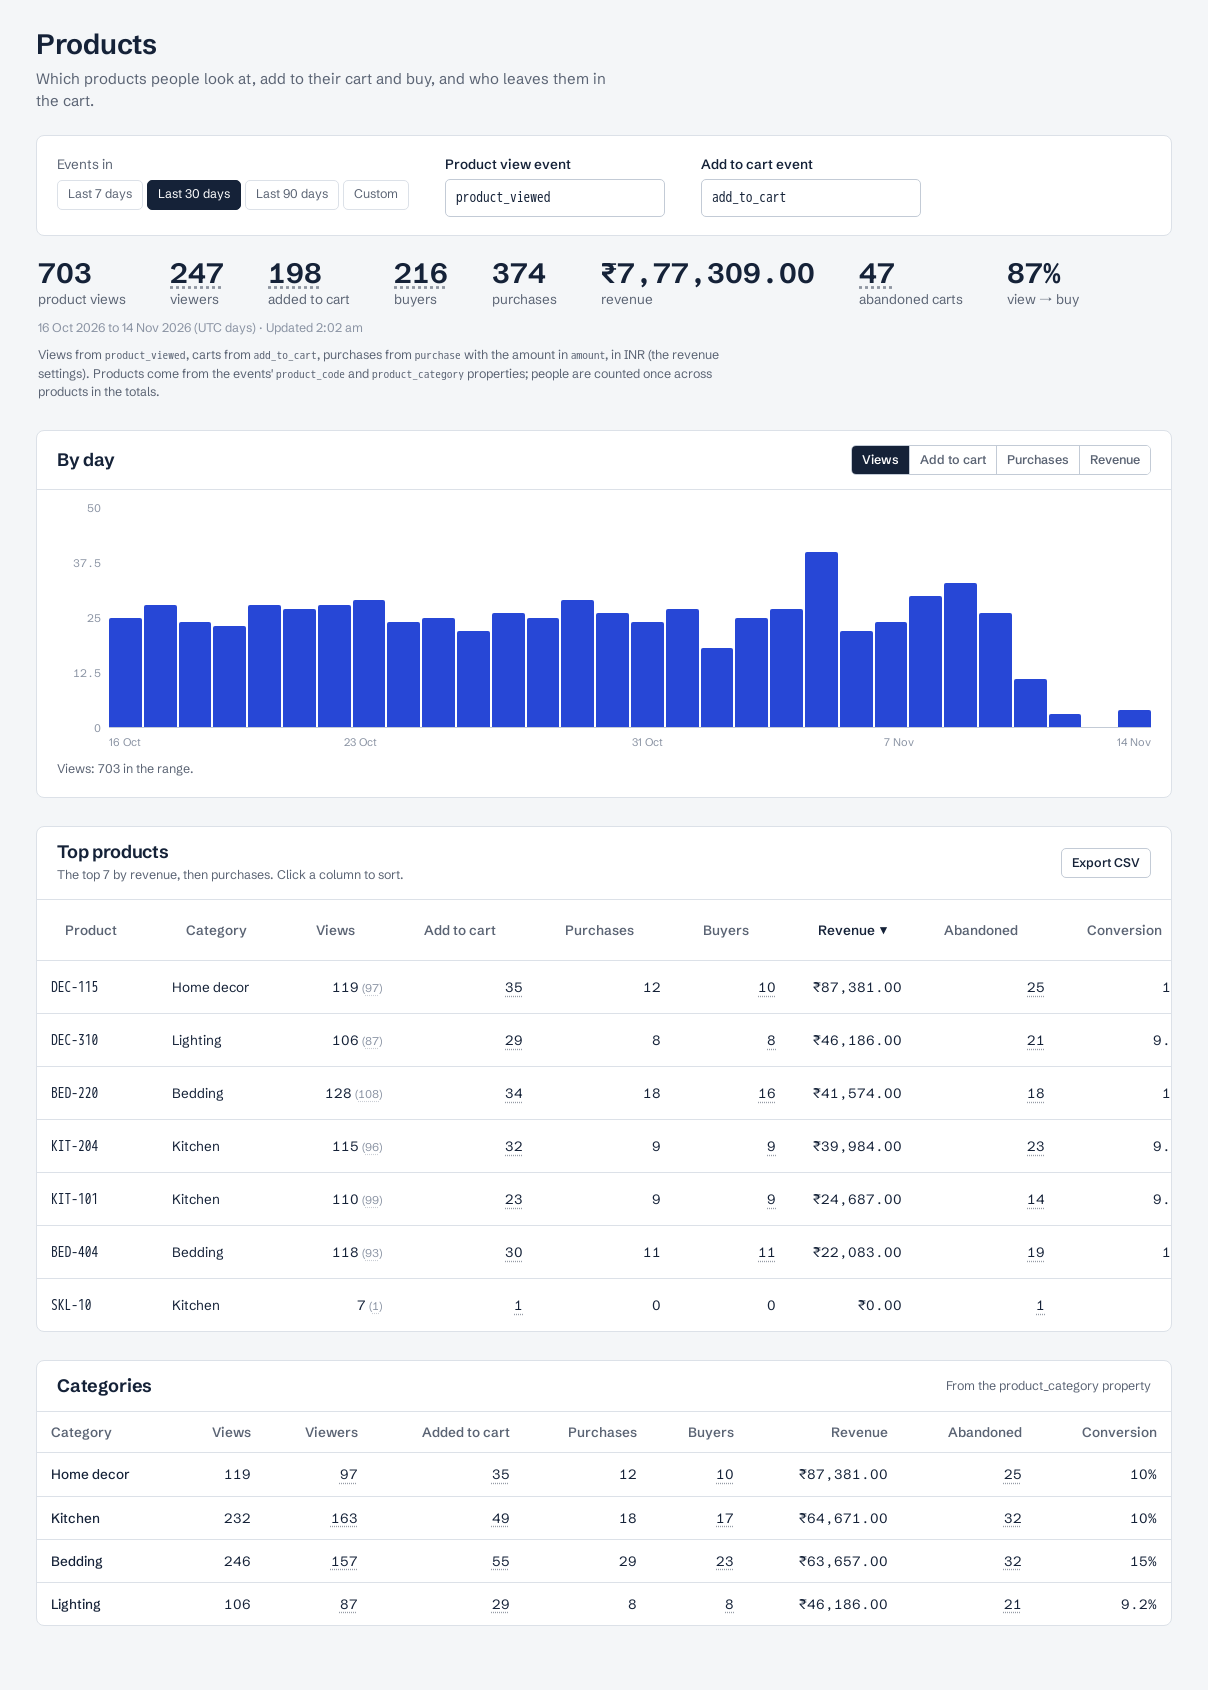 Products
Which products people look at, add to their cart and buy, and who leaves them in
the cart.
Events in
Last 7 days Last 30 days Last 90 days Custom
Product view event
product_viewed
Add to cart event
add_to_cart
703 247 198 216 374 ₹7,77,309.00 47 87%
product views viewers added to cart buyers purchases revenue abandoned carts view → buy
16 Oct 2026 to 14 Nov 2026 (UTC days) · Updated 2:02 am
Views from product_viewed, carts from add_to_cart, purchases from purchase with the amount in amount, in INR (the revenue
settings). Products come from the events' product_code and product_category properties; people are counted once across
products in the totals.
By day
Views Add to cart Purchases Revenue
50
37.5
25
12.5
0
16 Oct 23 Oct 31 Oct 7 Nov 14 Nov
Views: 703 in the range.
Top products
The top 7 by revenue, then purchases. Click a column to sort.
Export CSV
Product Category Views Add to cart Purchases Buyers Revenue ▼ Abandoned Conversion
DEC-115 Home decor 119 (97) 35 12 10 ₹87,381.00 25 1
DEC-310 Lighting 106 (87) 29 8 8 ₹46,186.00 21 9.
BED-220 Bedding 128 (108) 34 18 16 ₹41,574.00 18 1
KIT-204 Kitchen 115 (96) 32 9 9 ₹39,984.00 23 9.
KIT-101 Kitchen 110 (99) 23 9 9 ₹24,687.00 14 9.
BED-404 Bedding 118 (93) 30 11 11 ₹22,083.00 19 1
SKL-10 Kitchen 7 (1) 1 0 0 ₹0.00 1
Categories
From the product_category property
Category Views Viewers Added to cart Purchases Buyers Revenue Abandoned Conversion
Home decor 119 97 35 12 10 ₹87,381.00 25 10%
Kitchen 232 163 49 18 17 ₹64,671.00 32 10%
Bedding 246 157 55 29 23 ₹63,657.00 32 15%
Lighting 106 87 29 8 8 ₹46,186.00 21 9.2%